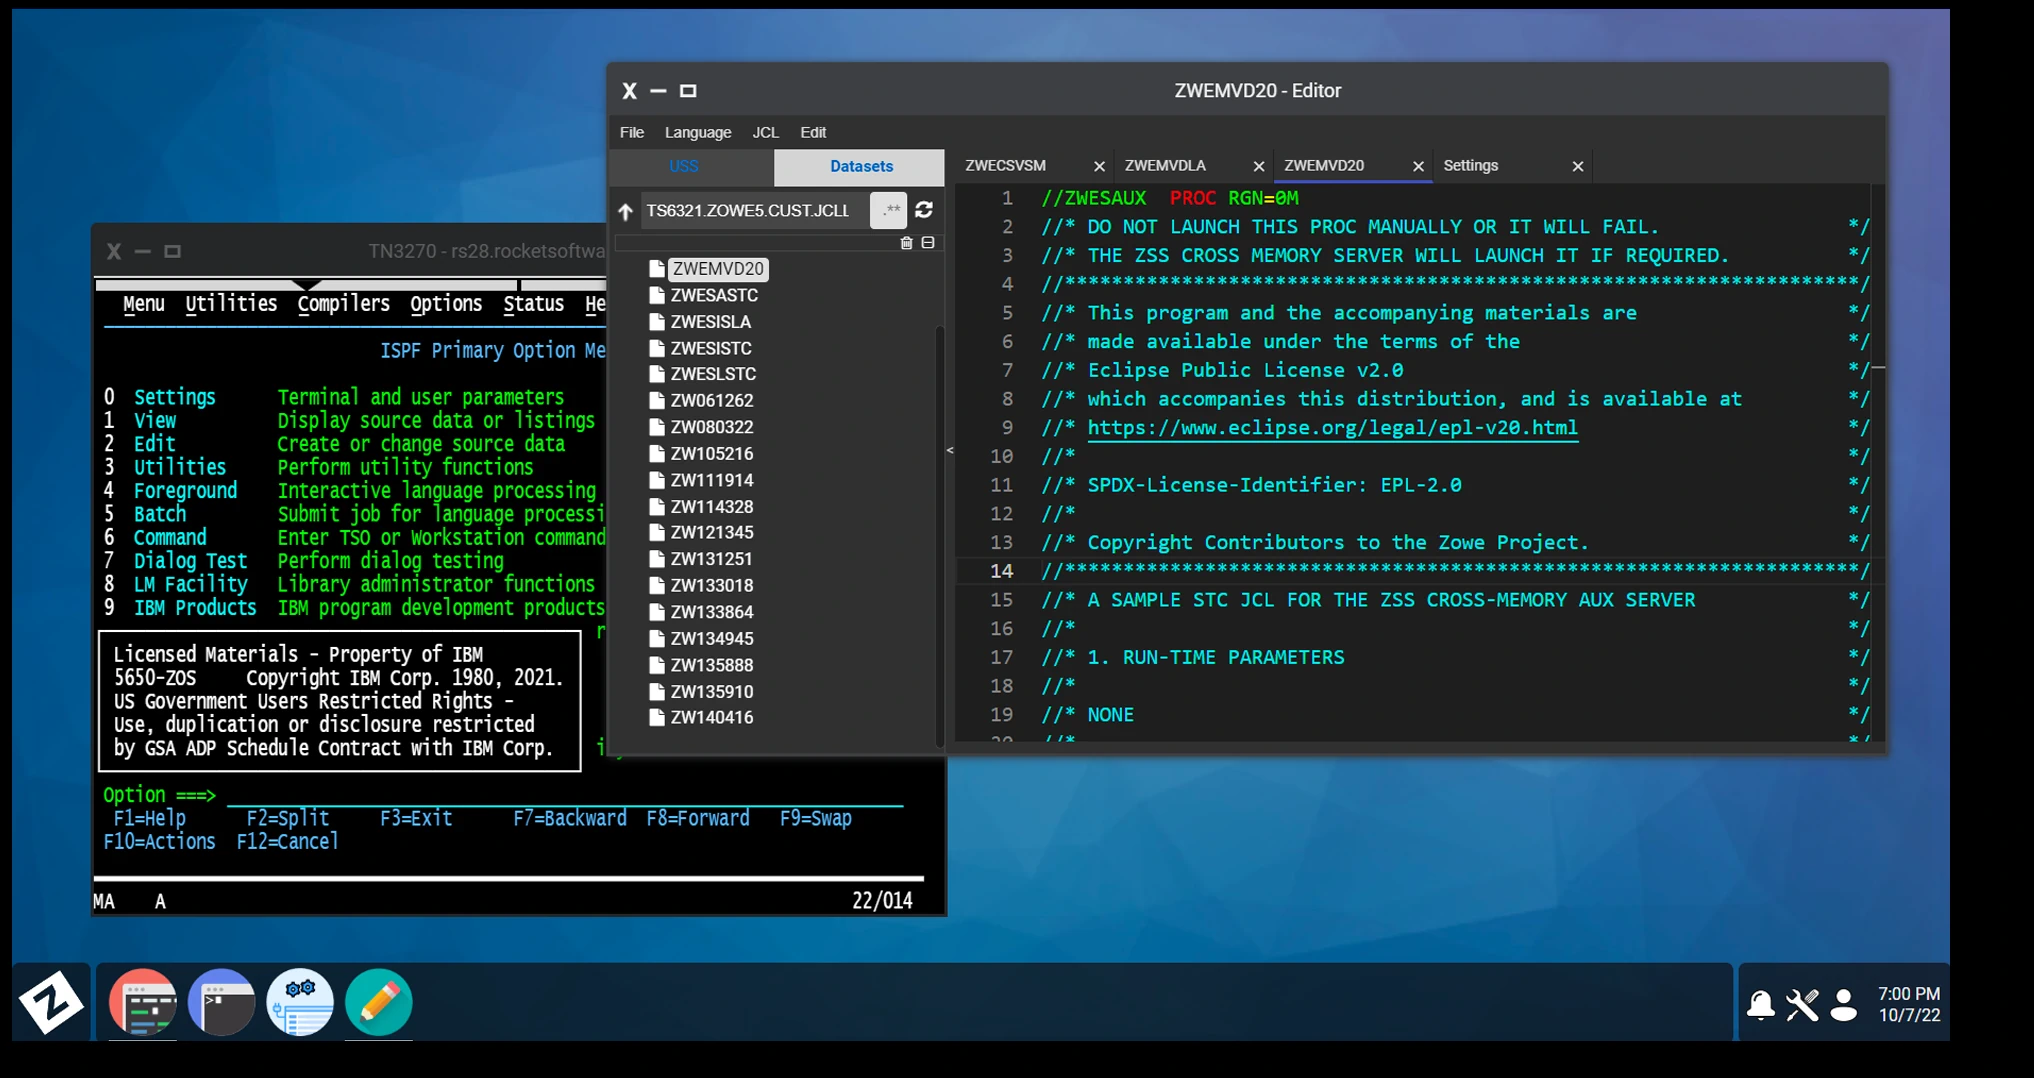 ZWEMVD20 - Editor
File Language JCL Edit
USS Datasets
TS6321.ZOWE5.CUST.JCLL .**
ZWEMVD20
ZWESASTC
ZWESISLA
ZWESISTC
ZWESLSTC
ZW061262
ZW080322
ZW105216
ZW111914
ZW114328
ZW121345
ZW131251
ZW133018
ZW133864
ZW134945
ZW135888
ZW135910
ZW140416
<
ZWECSVSM ZWEMVDLA ZWEMVD20 Settings
1 //ZWESAUX  PROC RGN=0M
2 //* DO NOT LAUNCH THIS PROC MANUALLY OR IT WILL FAIL. */
3 //* THE ZSS CROSS MEMORY SERVER WILL LAUNCH IT IF REQUIRED. */
4 //********************************************************************/
5 //* This program and the accompanying materials are */
6 //* made available under the terms of the */
7 //* Eclipse Public License v2.0 */
8 //* which accompanies this distribution, and is available at */
9 //* https://www.eclipse.org/legal/epl-v20.html */
10 //* */
11 //* SPDX-License-Identifier: EPL-2.0 */
12 //* */
13 //* Copyright Contributors to the Zowe Project. */
14 //********************************************************************/
15 //* A SAMPLE STC JCL FOR THE ZSS CROSS-MEMORY AUX SERVER */
16 //* */
17 //* 1. RUN-TIME PARAMETERS */
18 //* */
19 //* NONE */
20 //* */
X TN3270 - rs28.rocketsoftwa
Menu Utilities Compilers Options Status He
ISPF Primary Option Me
0 Settings Terminal and user parameters
1 View Display source data or listings
2 Edit Create or change source data
3 Utilities Perform utility functions
4 Foreground Interactive language processing
5 Batch Submit job for language processi
6 Command Enter TSO or Workstation command
7 Dialog Test Perform dialog testing
8 LM Facility Library administrator functions
9 IBM Products IBM program development products
Licensed Materials - Property of IBM
5650-ZOS Copyright IBM Corp. 1980, 2021.
US Government Users Restricted Rights -
Use, duplication or disclosure restricted
by GSA ADP Schedule Contract with IBM Corp.
Option ===>
F1=Help F2=Split F3=Exit F7=Backward F8=Forward F9=Swap
F10=Actions F12=Cancel
MA A 22/014
Z
7:00 PM
10/7/22